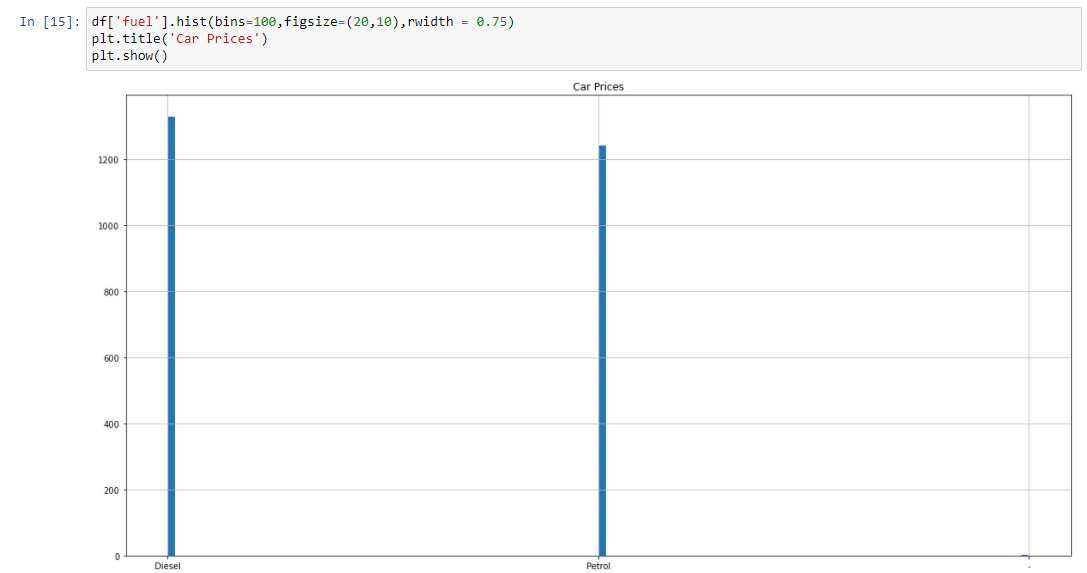 In [15]: df['fuel'].hist(bins=100,figsize=(20,10),rwidth = 0.75)
plt.title('Car Prices')
plt.show()
Car Prices
1200
1000
800
600
400
200
0
Diesel Petrol -